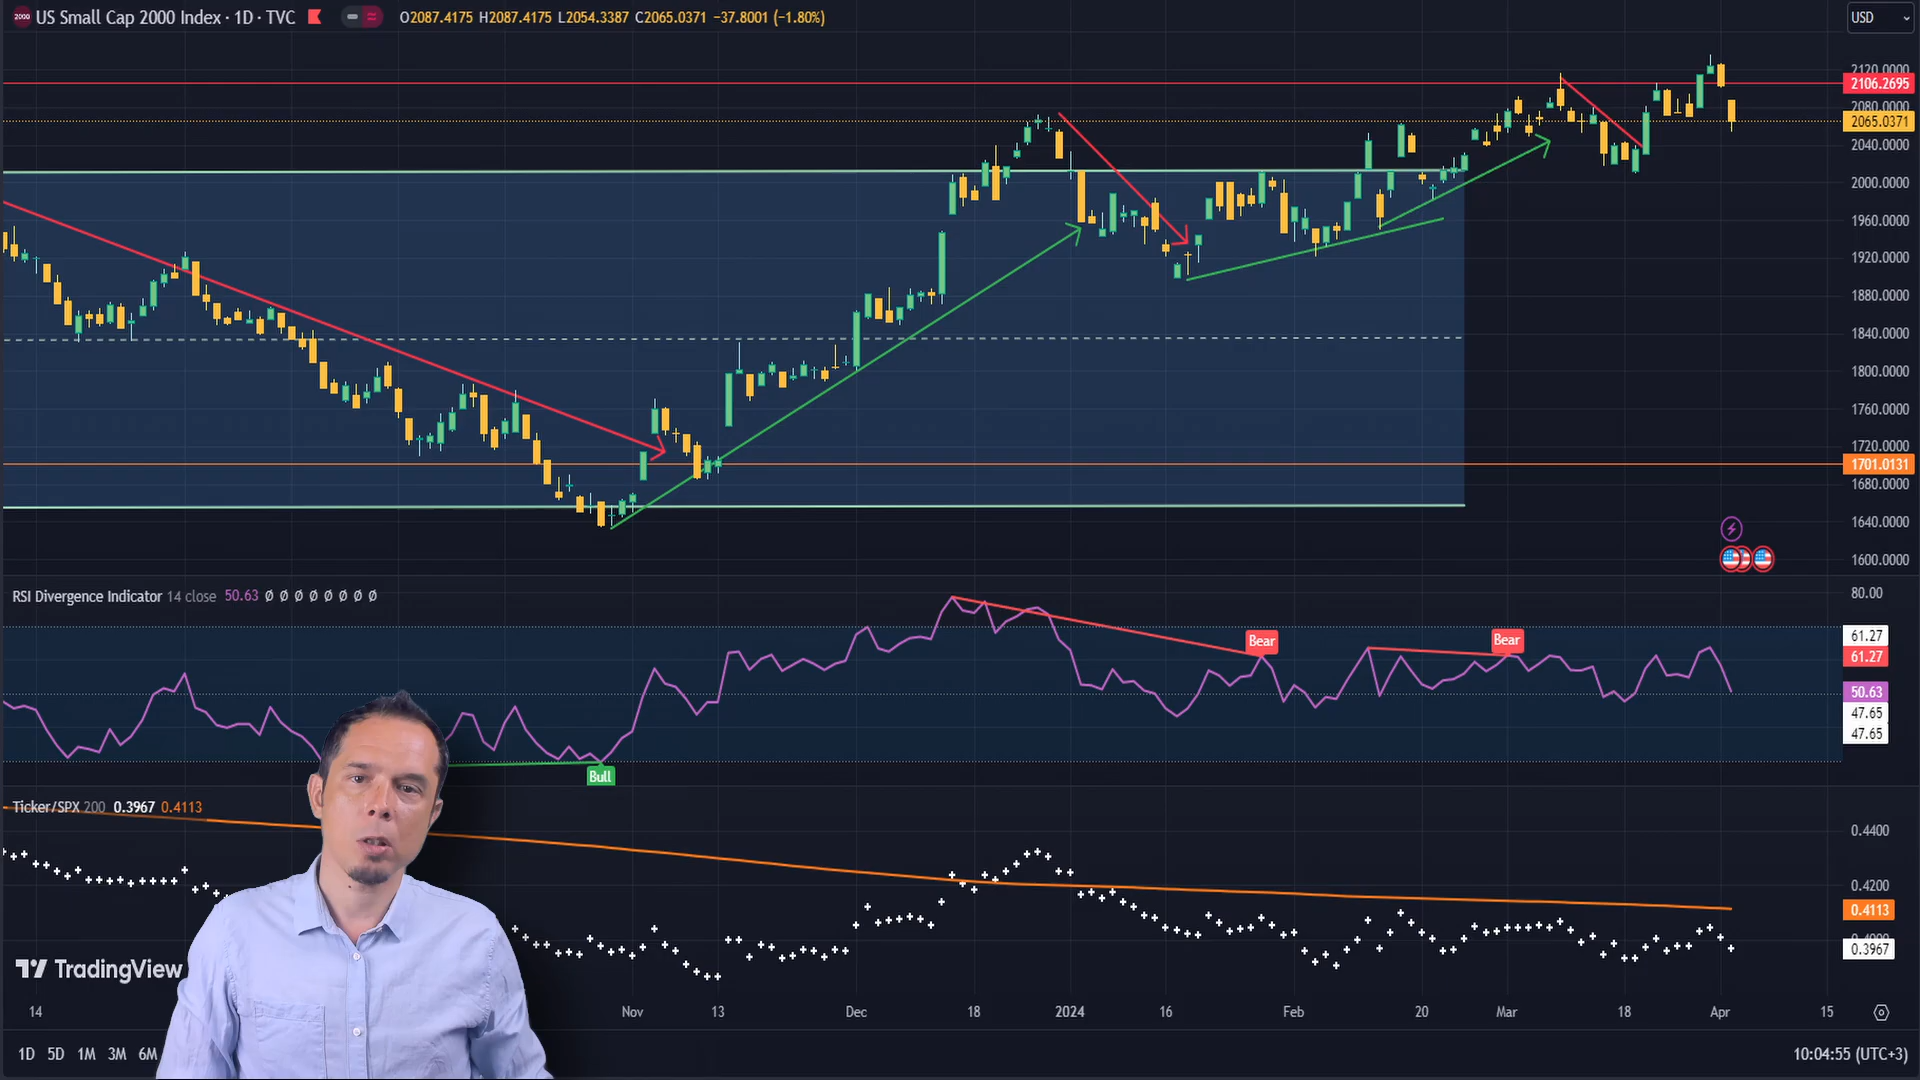 2000 US Small Cap 2000 Index · 1D · TVC O2087.4175 H2087.4175 L2054.3387 C2065.0371 −37.8001 (−1.80%)
USD
2120.0000
2106.2695
2080.0000
2065.0371
2040.0000
2000.0000
1960.0000
1920.0000
1880.0000
1840.0000
1800.0000
1760.0000
1720.0000
1701.0131
1680.0000
1640.0000
1600.0000
RSI Divergence Indicator 14 close 50.63 Ø Ø Ø Ø Ø Ø Ø Ø
80.00
Bear
Bear
61.27
61.27
50.63
47.65
47.65
Bull
Ticker/SPX 200 0.3967 0.4113
0.4400
0.4200
0.4113
0.4000
0.3967
TradingView
14 Nov 13 Dec 18 2024 16 Feb 20 Mar 18 Apr 15
1D 5D 1M 3M 6M
10:04:55 (UTC+3)